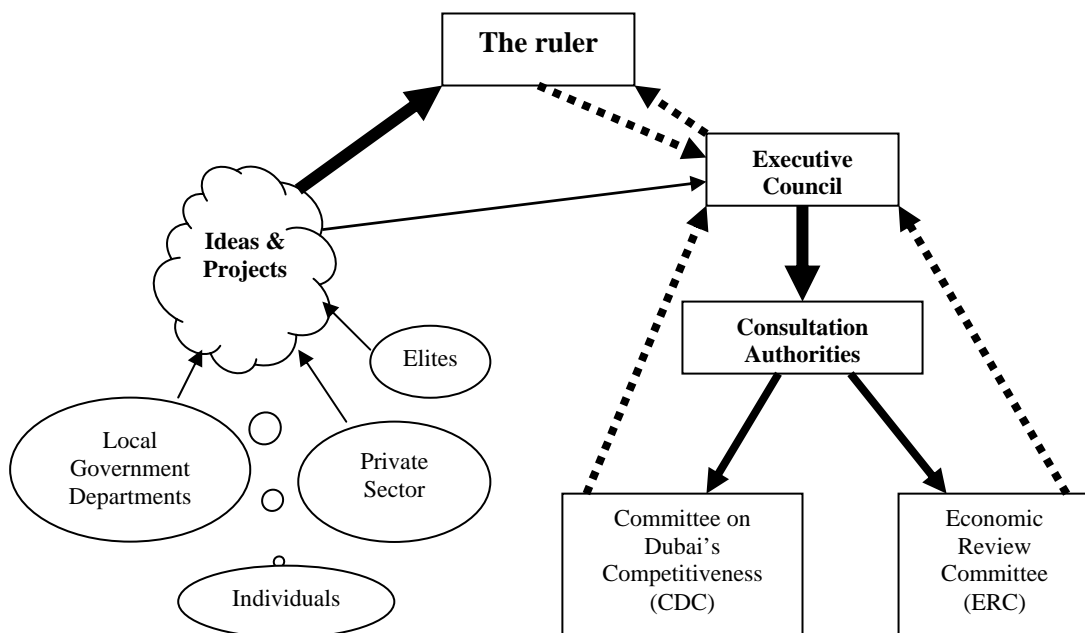 The ruler
Executive
Council
Ideas &
Projects
Consultation
Authorities
Elites
Local
Government
Departments
Private
Sector
Individuals
Committee on
Dubai’s
Competitiveness
(CDC)
Economic
Review
Committee
(ERC)